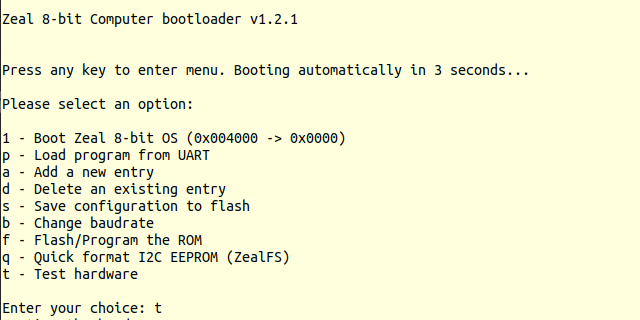 Zeal 8-bit Computer bootloader v1.2.1
Press any key to enter menu. Booting automatically in 3 seconds...
Please select an option:
1 - Boot Zeal 8-bit OS (0x004000 -> 0x0000)
p - Load program from UART
a - Add a new entry
d - Delete an existing entry
s - Save configuration to flash
b - Change baudrate
f - Flash/Program the ROM
q - Quick format I2C EEPROM (ZealFS)
t - Test hardware
Enter your choice: t